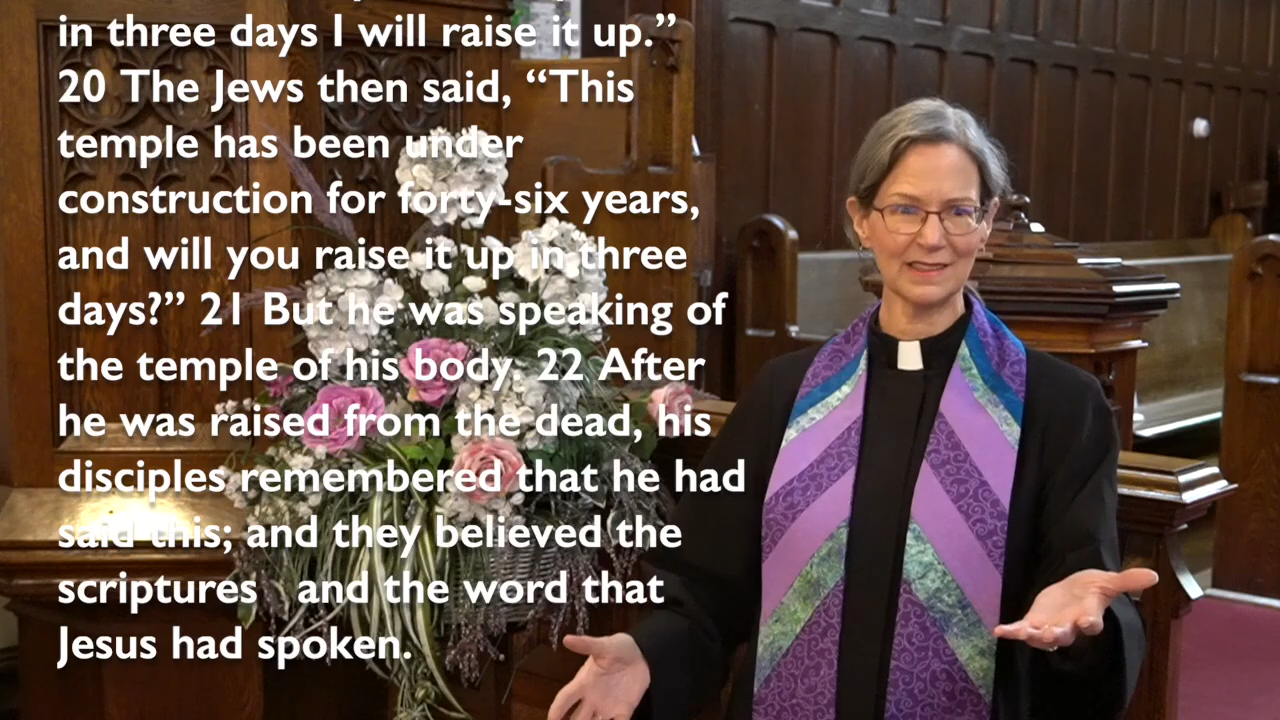 in three days I will raise it up.”
20 The Jews then said, “This
temple has been under
construction for forty-six years,
and will you raise it up in three
days?” 21 But he was speaking of
the temple of his body. 22 After
he was raised from the dead, his
disciples remembered that he had
said this; and they believed the
scriptures and the word that
Jesus had spoken.